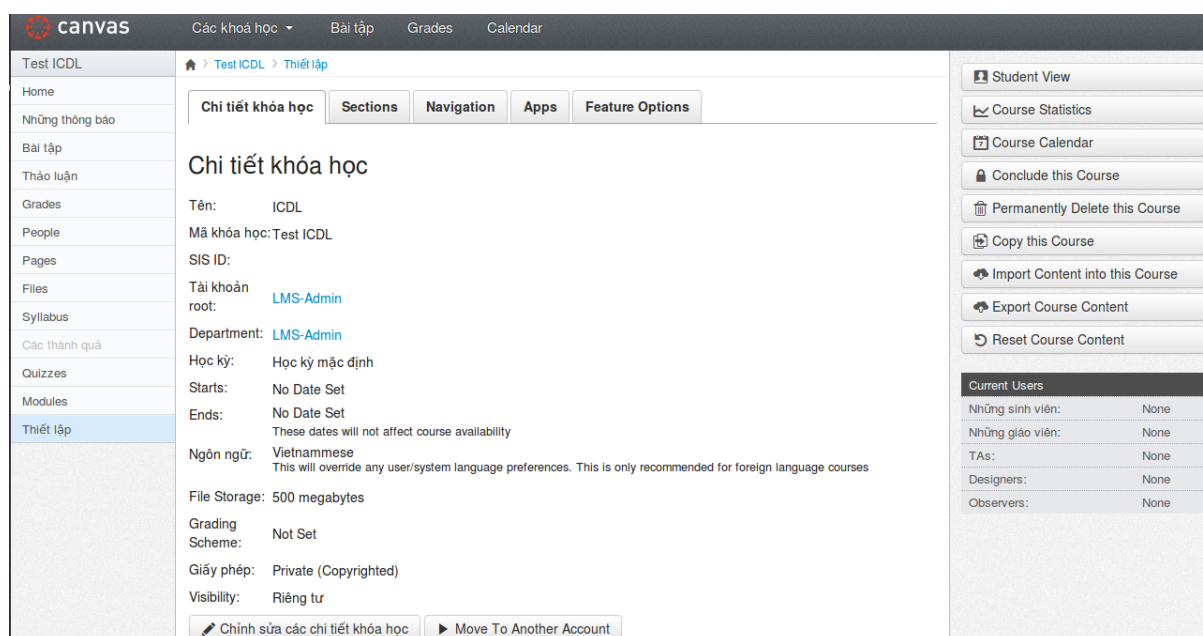 canvas
Các khoá học
Bài tập
Grades
Calendar
Test ICDL
Home
Những thông báo
Bài tập
Thảo luận
Grades
People
Pages
Files
Syllabus
Các thành quả
Quizzes
Modules
Thiết lập
Test ICDL > Thiết lập
Chi tiết khóa học
Sections
Navigation
Apps
Feature Options
Chi tiết khóa học
Tên: ICDL
Mã khóa học: Test ICDL
SIS ID:
Tài khoản
root:
LMS-Admin
Department: LMS-Admin
Học kỳ: Học kỳ mặc định
Starts: No Date Set
Ends: No Date Set
These dates will not affect course availability
Ngôn ngữ: Vietnammese
This will override any user/system language preferences. This is only recommended for foreign language courses
File Storage: 500 megabytes
Grading
Scheme:
Not Set
Giấy phép: Private (Copyrighted)
Visibility: Riêng tư
Chỉnh sửa các chi tiết khóa học
Move To Another Account
Student View
Course Statistics
Course Calendar
Conclude this Course
Permanently Delete this Course
Copy this Course
Import Content into this Course
Export Course Content
Reset Course Content
Current Users
Những sinh viên: None
Những giáo viên: None
TAs: None
Designers: None
Observers: None